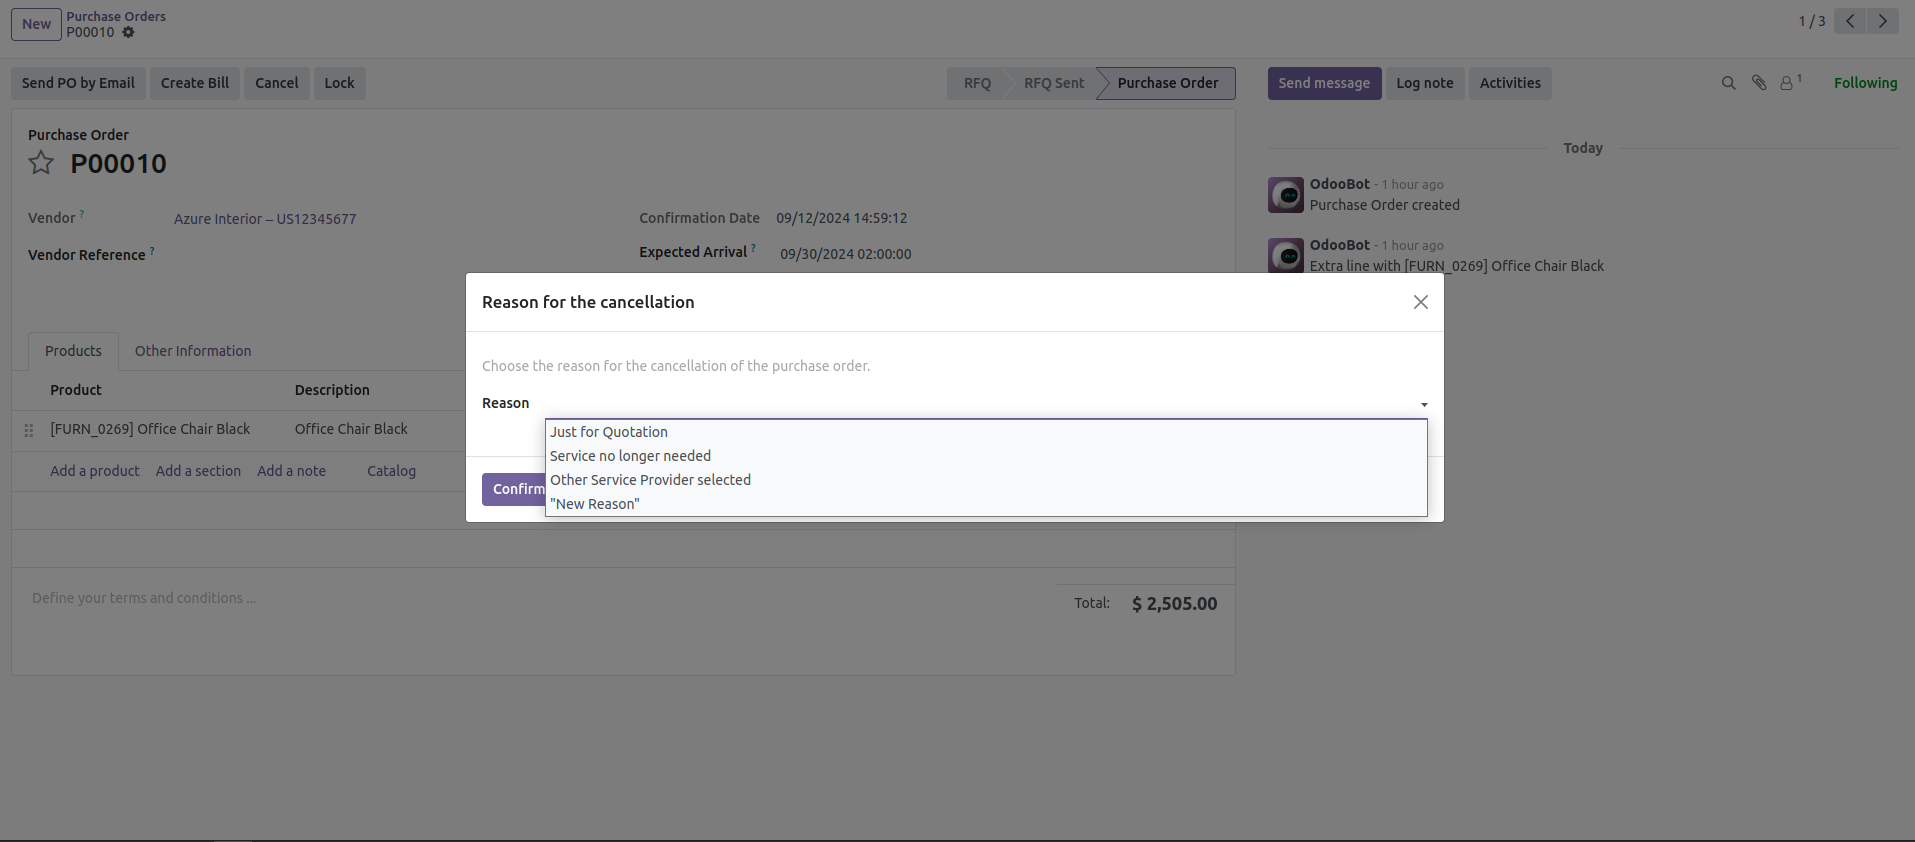 New
Purchase Orders
P00010
1 / 3
Send PO by Email
Create Bill
Cancel
Lock
RFQ
RFQ Sent
Purchase Order
Send message
Log note
Activities
1
Following
Purchase Order
P00010
Vendor ?
Azure Interior – US12345677
Confirmation Date
09/12/2024 14:59:12
Vendor Reference ?
Expected Arrival ?
09/30/2024 02:00:00
Today
OdooBot - 1 hour ago
Purchase Order created
OdooBot - 1 hour ago
Extra line with [FURN_0269] Office Chair Black
Reason for the cancellation
Choose the reason for the cancellation of the purchase order.
Reason
Just for Quotation
Service no longer needed
Other Service Provider selected
"New Reason"
Confirm
Products
Other Information
Product
Description
[FURN_0269] Office Chair Black
Office Chair Black
Add a product
Add a section
Add a note
Catalog
Define your terms and conditions ...
Total:
$ 2,505.00